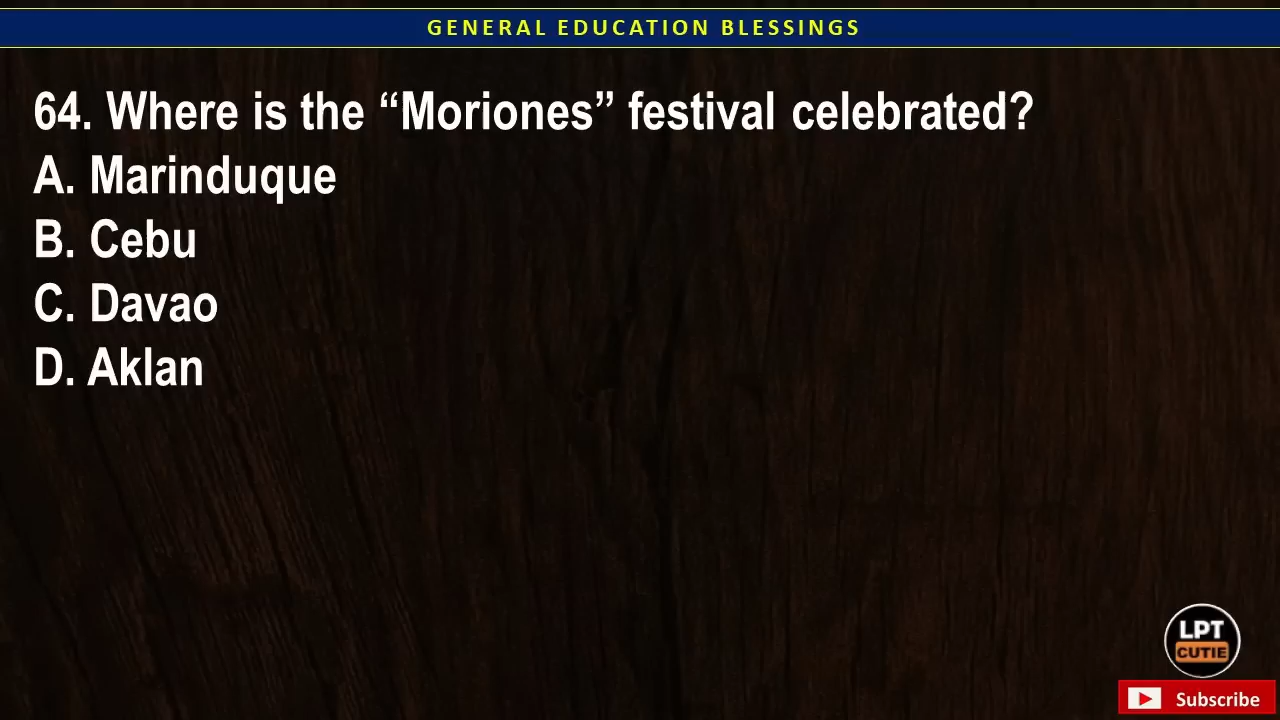 GENERAL EDUCATION BLESSINGS
64. Where is the “Moriones” festival celebrated?
A. Marinduque
B. Cebu
C. Davao
D. Aklan
LPT
CUTIE
Subscribe